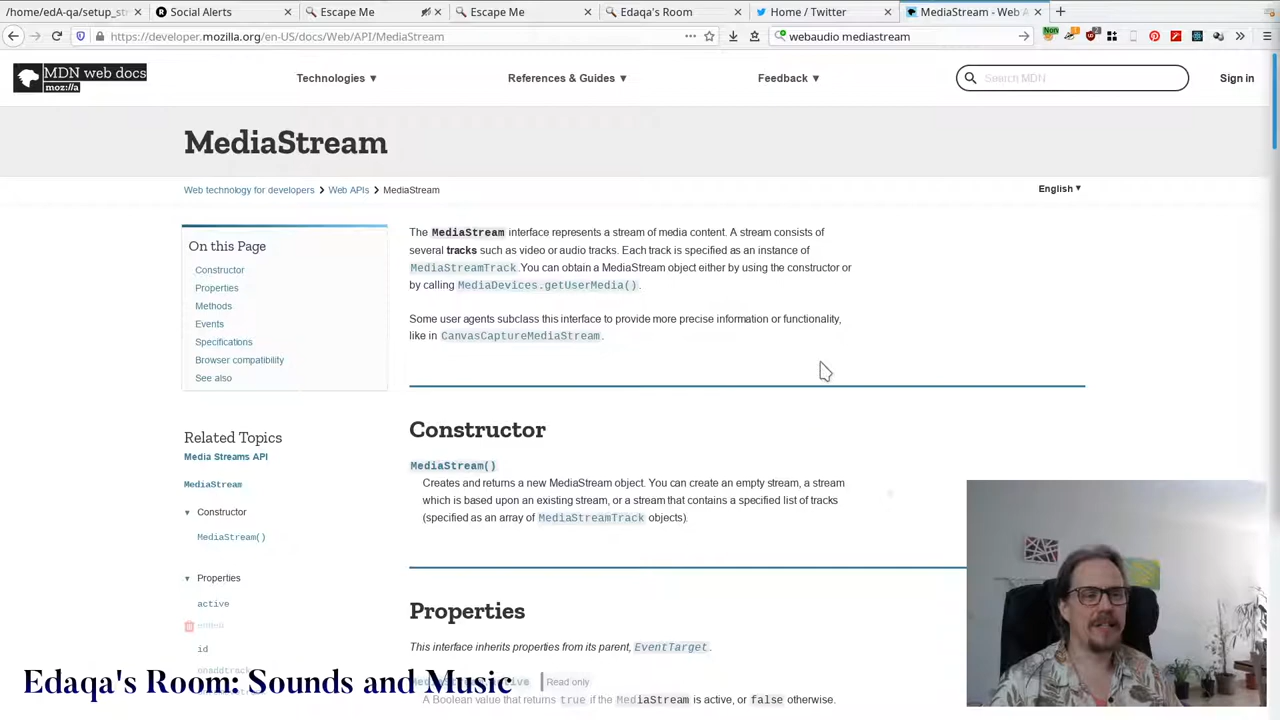 /home/edA-qa/setup_st
Social Alerts
Escape Me
Escape Me
Edaqa's Room
Home / Twitter
MediaStream - Web A
https://developer.mozilla.org/en-US/docs/Web/API/MediaStream
webaudio mediastream
MDN web docs
moz://a
Technologies ▼
References & Guides ▼
Feedback ▼
Search MDN
Sign in
MediaStream
Web technology for developers
Web APIs
MediaStream
English ▼
On this Page
Constructor
Properties
Methods
Events
Specifications
Browser compatibility
See also
The MediaStream interface represents a stream of media content. A stream consists of
several tracks such as video or audio tracks. Each track is specified as an instance of
MediaStreamTrack.You can obtain a MediaStream object either by using the constructor or
by calling MediaDevices.getUserMedia().
Some user agents subclass this interface to provide more precise information or functionality,
like in CanvasCaptureMediaStream.
Related Topics
Media Streams API
MediaStream
Constructor
MediaStream()
Properties
active
ended
id
onaddtrack
Constructor
MediaStream()
Creates and returns a new MediaStream object. You can create an empty stream, a stream
which is based upon an existing stream, or a stream that contains a specified list of tracks
(specified as an array of MediaStreamTrack objects).
Properties
This interface inherits properties from its parent, EventTarget.
Read only
A Boolean value that returns true if the MediaStream is active, or false otherwise.
Edaqa's Room: Sounds and Music